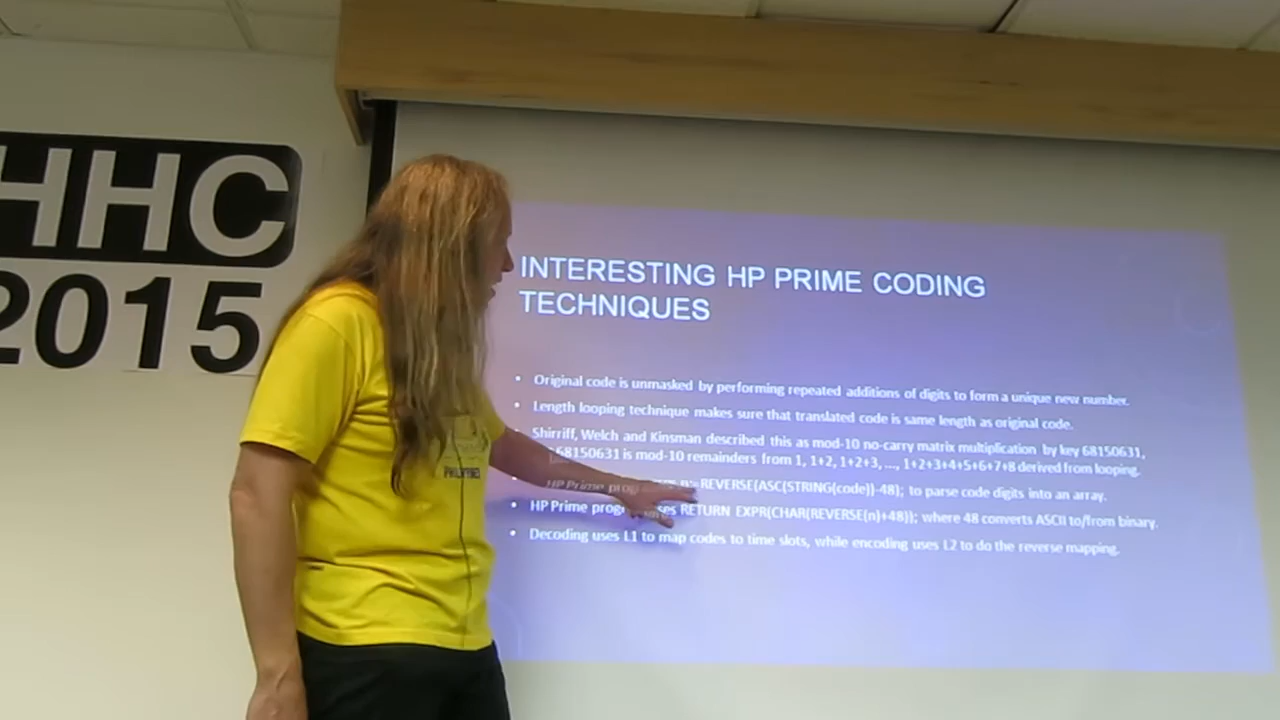 HHC
2015
INTERESTING HP PRIME CODING
TECHNIQUES
• Original code is unmasked by performing repeated additions of digits to form a unique new number.
• Length looping technique makes sure that translated code is same length as original code.
• Shirriff, Welch and Kinsman described this as mod-10 no-carry matrix multiplication by key 68150631,
68150631 is mod-10 remainders from 1, 1+2, 1+2+3, ..., 1+2+3+4+5+6+7+8 derived from looping.
• HP Prime REVERSE(ASC(STRING(code))-48); to parse code digits into an array.
• HP Prime RETURN EXPR(CHAR(REVERSE(n)+48)); where 48 converts ASCII to/from binary.
• Decoding uses L1 to map codes to time slots, while encoding uses L2 to do the reverse mapping.